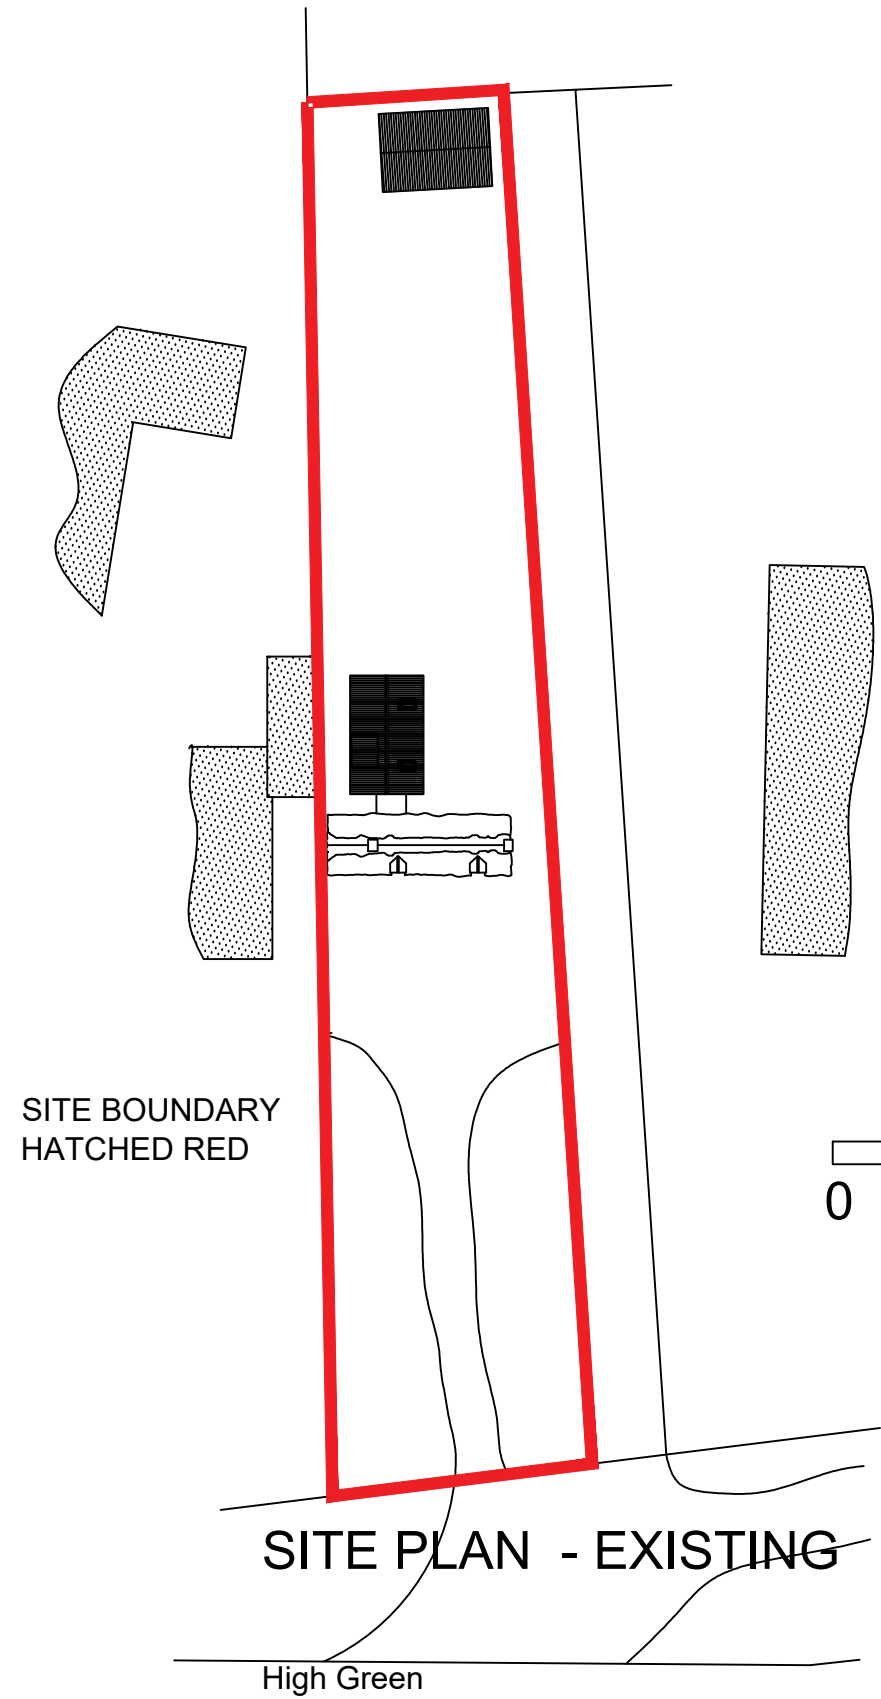 SITE BOUNDARY
HATCHED RED
0
SITE PLAN - EXISTING
High Green